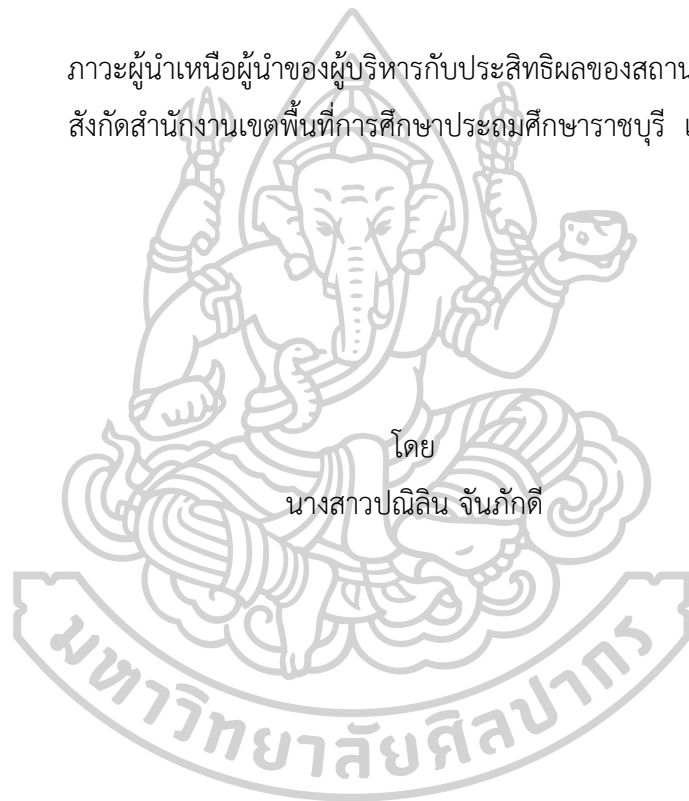 ภาวะผู้นำเหนือผู้นำของผู้บริหารกับประสิทธิผลของสถาน
สังกัดสำนักงานเขตพื้นที่การศึกษาประถมศึกษาราชบุรี เ
โดย
นางสาวปณิลิน จันภักดี
มหาวิทยาลัยศิลปากร